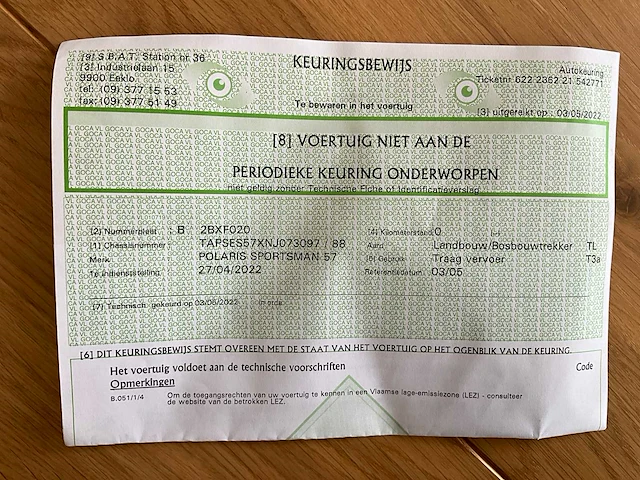 [9] S.B.A.T. Station nr 36
[3] Industrielaan 15
9900 Eeklo
tel: (09) 377 15 53
fax: (09) 377 51 49
KEURINGSBEWIJS
Te bewaren in het voertuig
Autokeuring
Ticketnr 622 2362 21 542771
[3] uitgereikt op : 03/05/2022
[8] VOERTUIG NIET AAN DE
PERIODIEKE KEURING ONDERWORPEN
niet geldig zonder Technische Fiche of Identificatieverslag
[2] Nummerplaat : B 2BXF020
[1] Chassisnummer : TAPSES57XNJ073097 / 88
Merk POLARIS SPORTSMAN 57
Te indienststelling 27/04/2022
[4] Kilometerstand 0 km
Aard Landbouw/Bosbouwtrekker TL
[5] Gebruik Traag vervoer T3a
Referentiedatum 03/05
[7] Technisch gekeurd op 03/05/2022
[6] DIT KEURINGSBEWIJS STEMT OVEREEN MET DE STAAT VAN HET VOERTUIG OP HET OGENBLIK VAN DE KEURING.
Het voertuig voldoet aan de technische voorschriften Code
Opmerkingen
B.051/1/4 Om de toegangsrechten van uw voertuig te kennen in een Vlaamse lage-emissiezone (LEZ) - consulteer
de website van de betrokken LEZ.